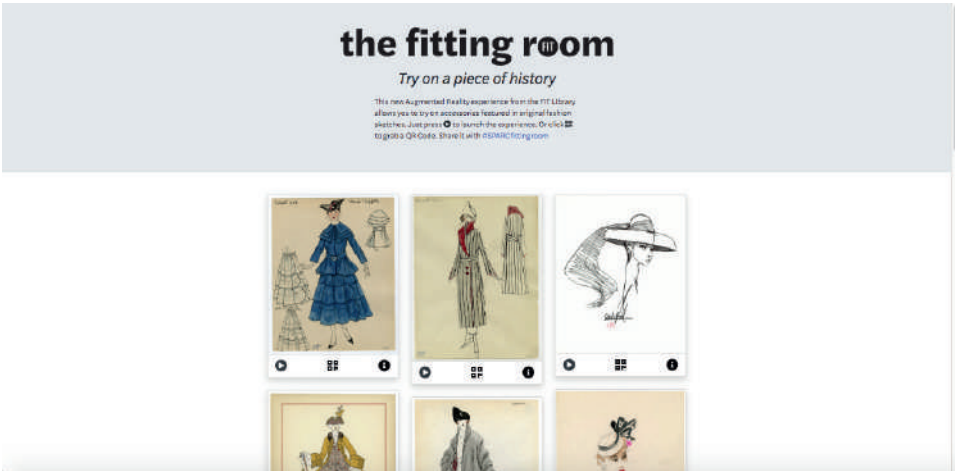 the fitting room
FIT
Try on a piece of history
This new Augmented Reality experience from the FIT Library
allows you to try on accessories featured in original fashion
sketches. Just press to launch the experience. Or click
to grab a QR Code. Share it with #SPARCfittingroom